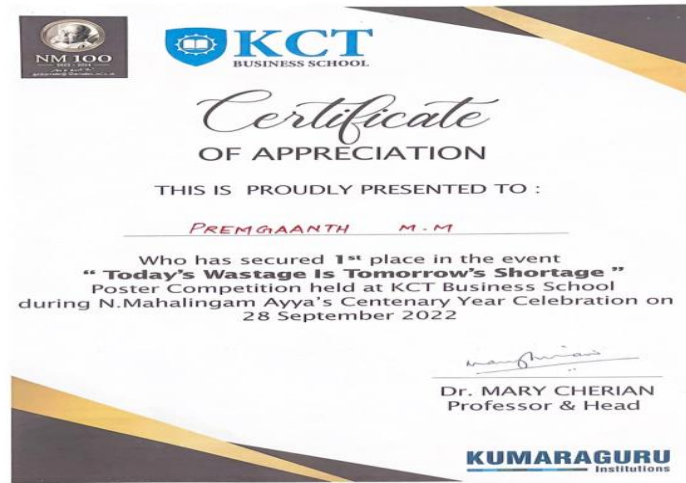 NM 100
KCT
BUSINESS SCHOOL
Certificate
OF APPRECIATION
THIS IS PROUDLY PRESENTED TO :
PREMGAANTH M.M
Who has secured 1st place in the event
“ Today's Wastage Is Tomorrow's Shortage ”
Poster Competition held at KCT Business School
during N.Mahalingam Ayya's Centenary Year Celebration on
28 September 2022
Dr. MARY CHERIAN
Professor & Head
KUMARAGURU
Institutions